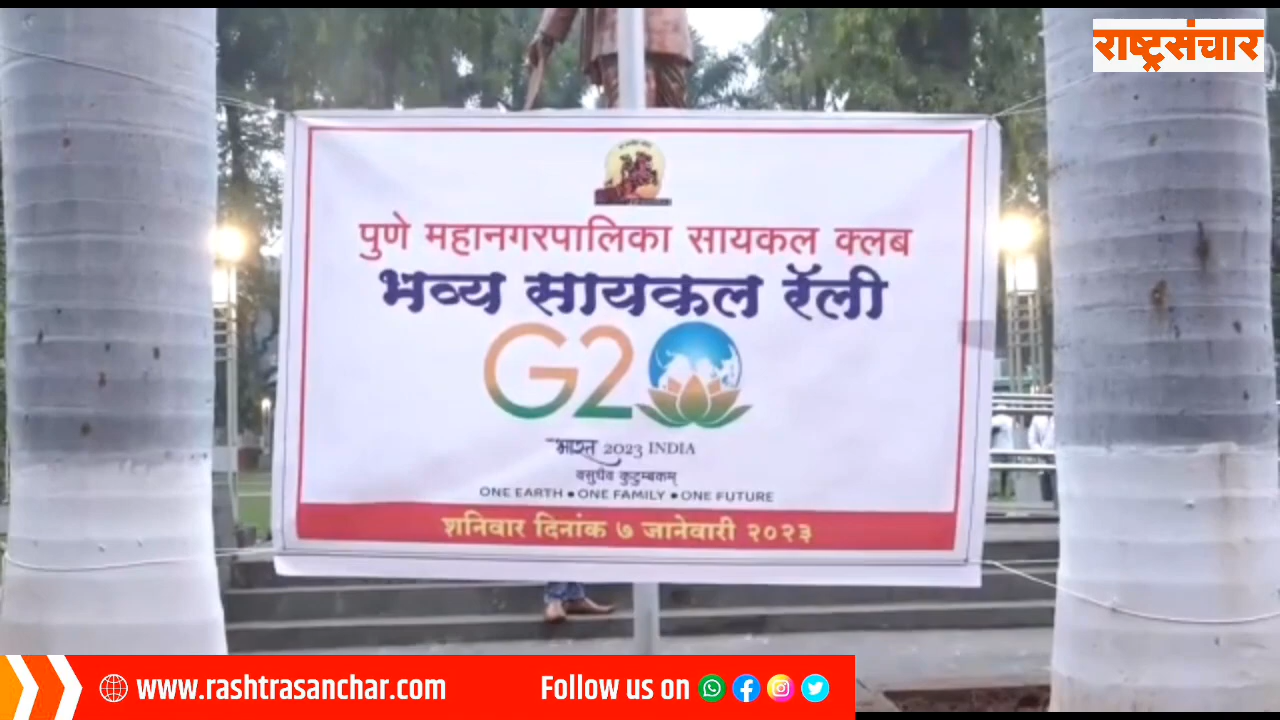 राष्ट्रसंचार
पुणे महानगरपालिका सायकल क्लब
भव्य सायकल रॅली
G20
भारत 2023 INDIA
वसुधैव कुटुम्बकम्
ONE EARTH • ONE FAMILY • ONE FUTURE
शनिवार दिनांक ७ जानेवारी २०२३
www.rashtrasanchar.com Follow us on